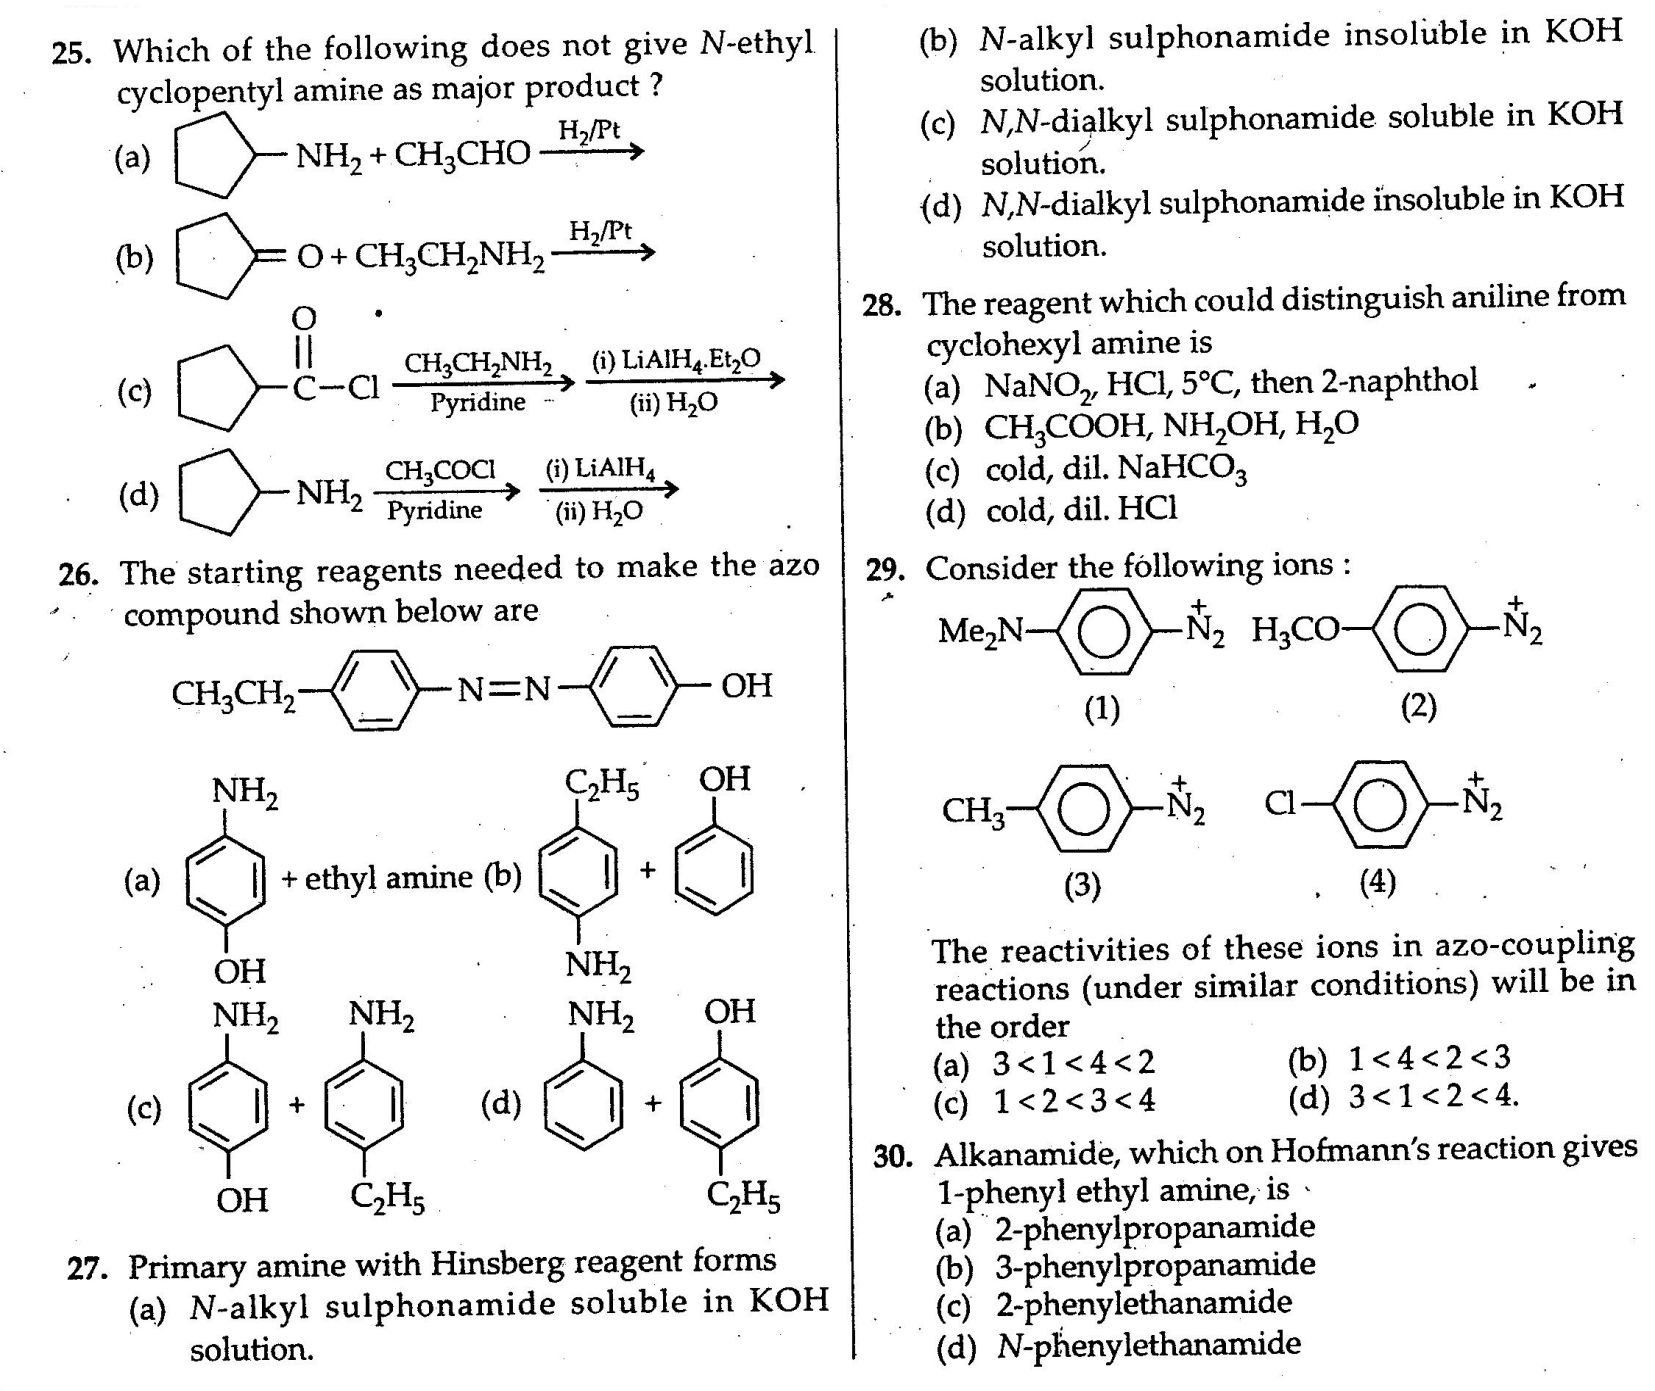 25. Which of the following does not give N-ethyl
cyclopentyl amine as major product ?
(a) NH₂ + CH₃CHO H₂/Pt
(b) O + CH₃CH₂NH₂ H₂/Pt
O
(c) C–Cl CH₃CH₂NH₂ (i) LiAlH₄.Et₂O
Pyridine (ii) H₂O
(d) NH₂ CH₃COCl (i) LiAlH₄
Pyridine (ii) H₂O
26. The starting reagents needed to make the azo
compound shown below are
CH₃CH₂ N=N OH
NH₂ C₂H₅ OH
(a) + ethyl amine (b) +
OH NH₂
NH₂ NH₂ NH₂ OH
(c) + (d) +
OH C₂H₅ C₂H₅
27. Primary amine with Hinsberg reagent forms
(a) N-alkyl sulphonamide soluble in KOH
solution.
(b) N-alkyl sulphonamide insoluble in KOH
solution.
(c) N,N-dialkyl sulphonamide soluble in KOH
solution.
(d) N,N-dialkyl sulphonamide insoluble in KOH
solution.
28. The reagent which could distinguish aniline from
cyclohexyl amine is
(a) NaNO₂, HCl, 5°C, then 2-naphthol
(b) CH₃COOH, NH₂OH, H₂O
(c) cold, dil. NaHCO₃
(d) cold, dil. HCl
29. Consider the following ions :
Me₂N N⁺₂ H₃CO N⁺₂
(1) (2)
CH₃ N⁺₂ Cl N⁺₂
(3) (4)
The reactivities of these ions in azo-coupling
reactions (under similar conditions) will be in
the order
(a) 3 < 1 < 4 < 2 (b) 1 < 4 < 2 < 3
(c) 1 < 2 < 3 < 4 (d) 3 < 1 < 2 < 4.
30. Alkanamide, which on Hofmann's reaction gives
1-phenyl ethyl amine, is
(a) 2-phenylpropanamide
(b) 3-phenylpropanamide
(c) 2-phenylethanamide
(d) N-phenylethanamide